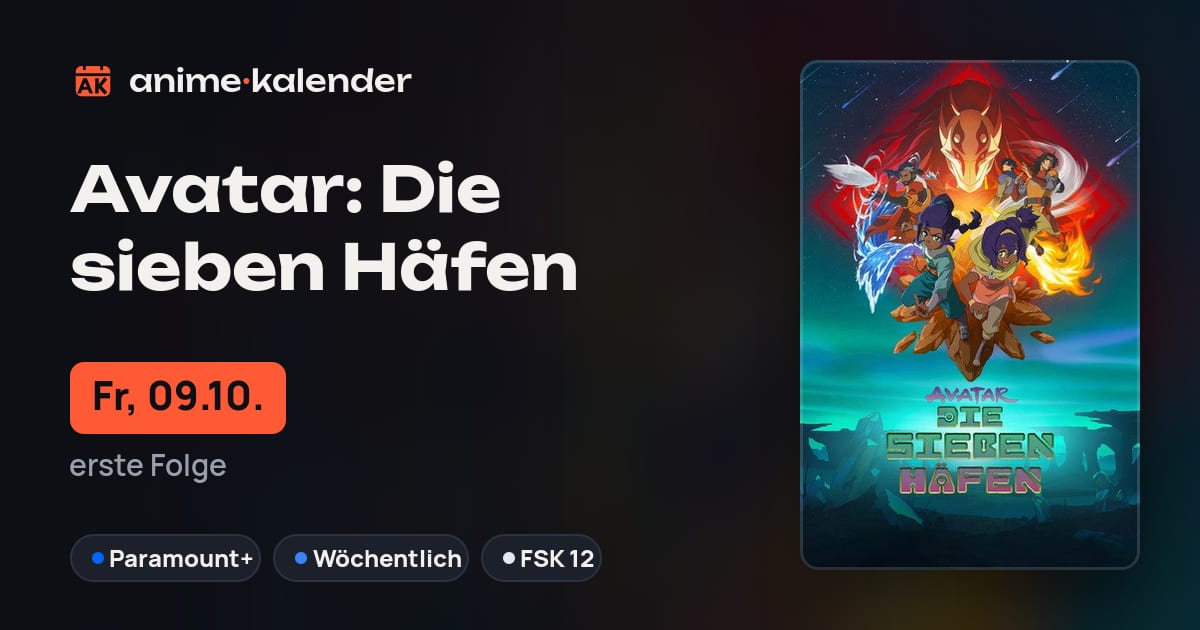 AK anime·kalender
Avatar: Die
sieben Häfen
Fr, 09.10.
erste Folge
Paramount+ Wöchentlich FSK 12
AVATAR
DIE
SIEBEN
HÄFEN